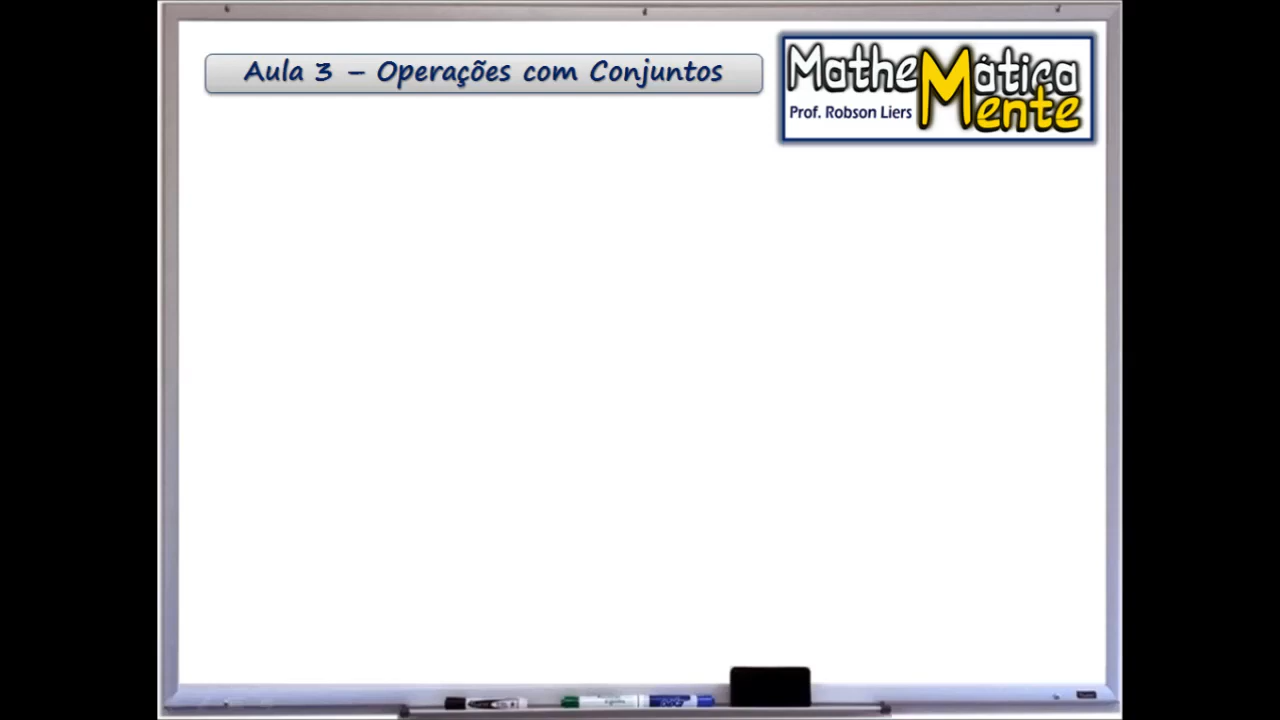 Aula 3 – Operações com Conjuntos
MatheMática
Mente
Prof. Robson Liers